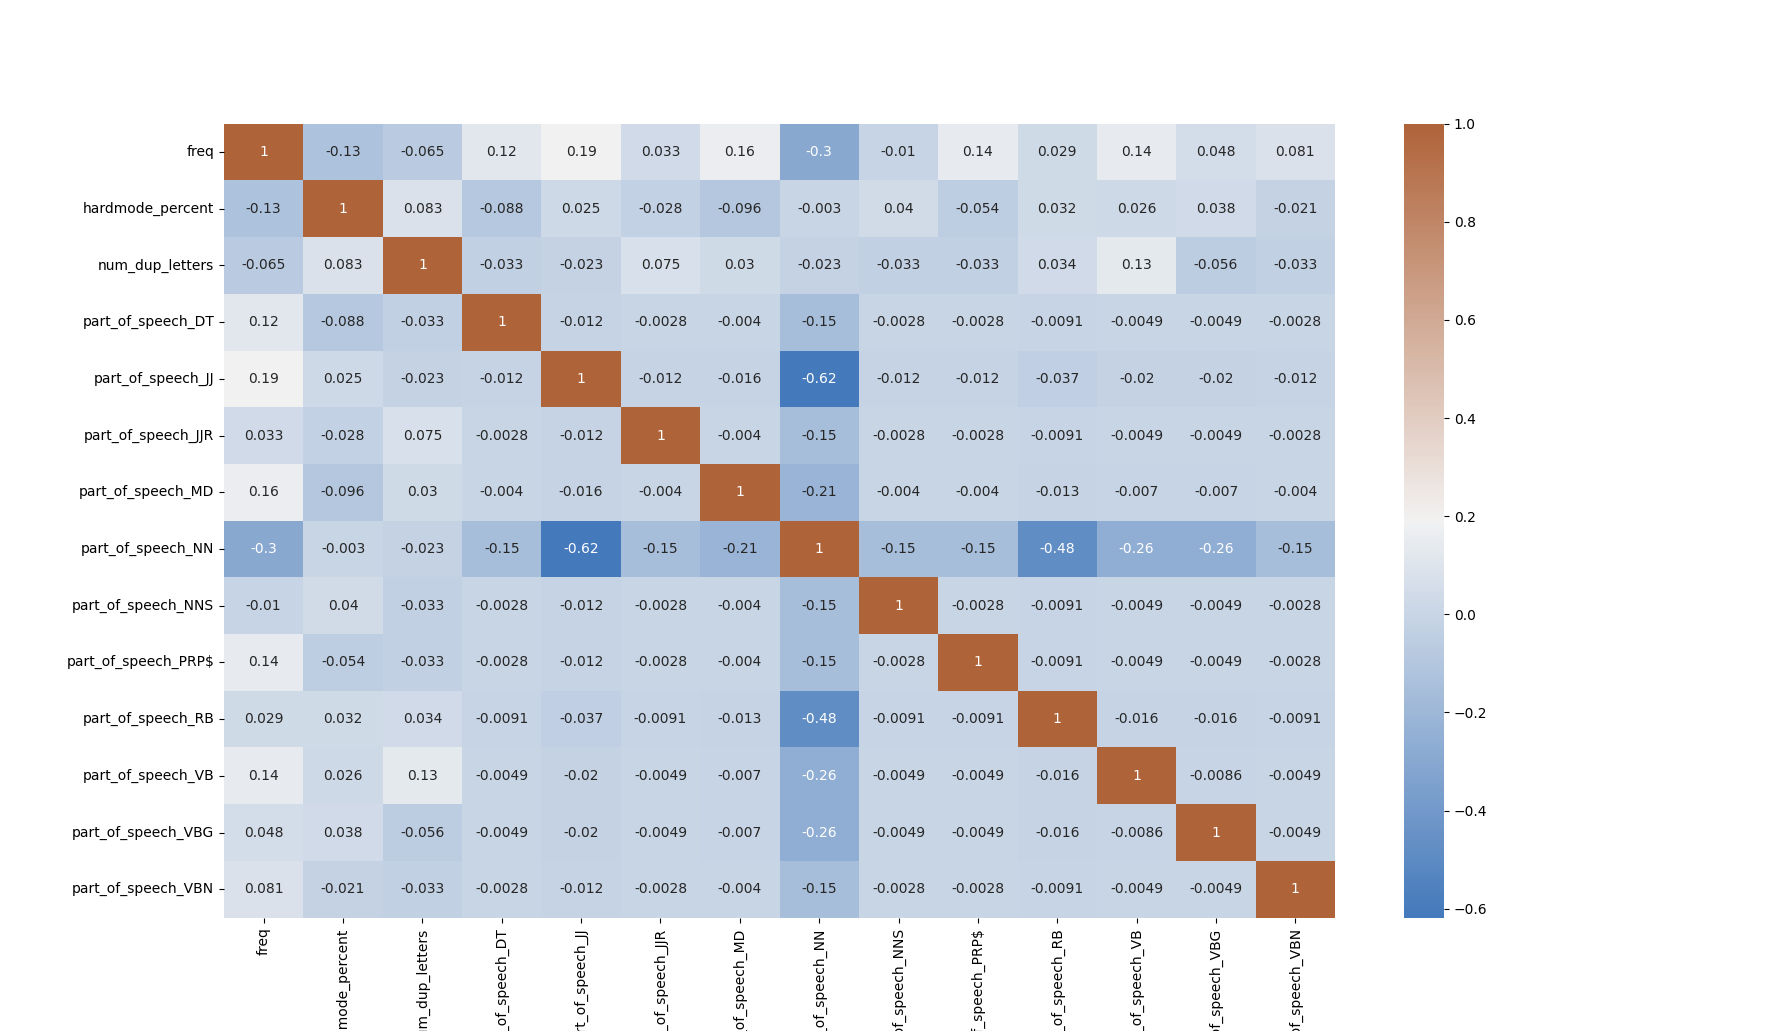 freq 1 -0.13 -0.065 0.12 0.19 0.033 0.16 -0.3 -0.01 0.14 0.029 0.14 0.048 0.081
hardmode_percent -0.13 1 0.083 -0.088 0.025 -0.028 -0.096 -0.003 0.04 -0.054 0.032 0.026 0.038 -0.021
num_dup_letters -0.065 0.083 1 -0.033 -0.023 0.075 0.03 -0.023 -0.033 -0.033 0.034 0.13 -0.056 -0.033
part_of_speech_DT 0.12 -0.088 -0.033 1 -0.012 -0.0028 -0.004 -0.15 -0.0028 -0.0028 -0.0091 -0.0049 -0.0049 -0.0028
part_of_speech_JJ 0.19 0.025 -0.023 -0.012 1 -0.012 -0.016 -0.62 -0.012 -0.012 -0.037 -0.02 -0.02 -0.012
part_of_speech_JJR 0.033 -0.028 0.075 -0.0028 -0.012 1 -0.004 -0.15 -0.0028 -0.0028 -0.0091 -0.0049 -0.0049 -0.0028
part_of_speech_MD 0.16 -0.096 0.03 -0.004 -0.016 -0.004 1 -0.21 -0.004 -0.004 -0.013 -0.007 -0.007 -0.004
part_of_speech_NN -0.3 -0.003 -0.023 -0.15 -0.62 -0.15 -0.21 1 -0.15 -0.15 -0.48 -0.26 -0.26 -0.15
part_of_speech_NNS -0.01 0.04 -0.033 -0.0028 -0.012 -0.0028 -0.004 -0.15 1 -0.0028 -0.0091 -0.0049 -0.0049 -0.0028
part_of_speech_PRP$ 0.14 -0.054 -0.033 -0.0028 -0.012 -0.0028 -0.004 -0.15 -0.0028 1 -0.0091 -0.0049 -0.0049 -0.0028
part_of_speech_RB 0.029 0.032 0.034 -0.0091 -0.037 -0.0091 -0.013 -0.48 -0.0091 -0.0091 1 -0.016 -0.016 -0.0091
part_of_speech_VB 0.14 0.026 0.13 -0.0049 -0.02 -0.0049 -0.007 -0.26 -0.0049 -0.0049 -0.016 1 -0.0086 -0.0049
part_of_speech_VBG 0.048 0.038 -0.056 -0.0049 -0.02 -0.0049 -0.007 -0.26 -0.0049 -0.0049 -0.016 -0.0086 1 -0.0049
part_of_speech_VBN 0.081 -0.021 -0.033 -0.0028 -0.012 -0.0028 -0.004 -0.15 -0.0028 -0.0028 -0.0091 -0.0049 -0.0049 1
freq
mode_percent
m_dup_letters
_of_speech_DT
rt_of_speech_JJ
_of_speech_JJR
of_speech_MD
_of_speech_NN
of_speech_NNS
f_speech_PRP$
_of_speech_RB
_of_speech_VB
of_speech_VBG
of_speech_VBN
1.0
0.8
0.6
0.4
0.2
0.0
−0.2
−0.4
−0.6